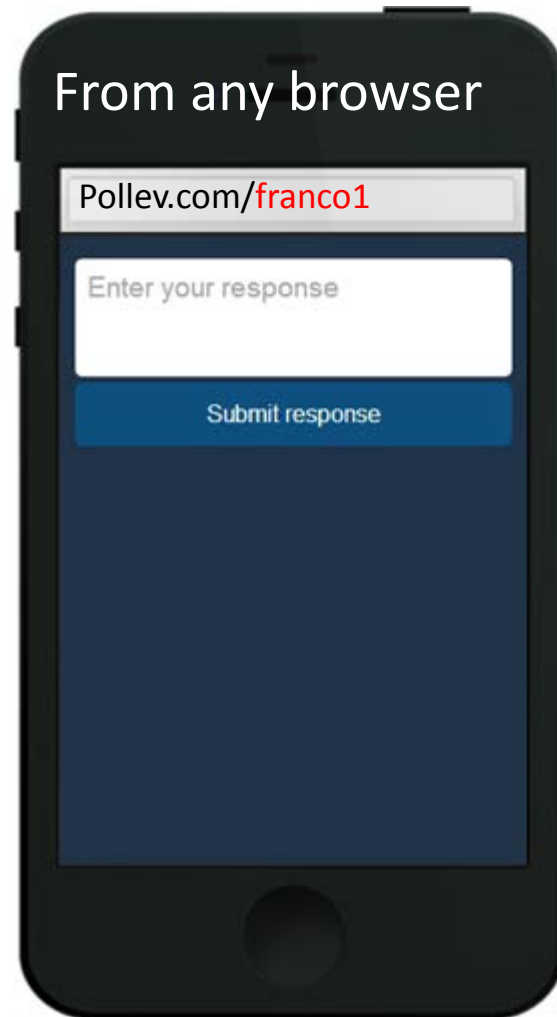 From any browser
Pollev.com/franco1
Enter your response
Submit response